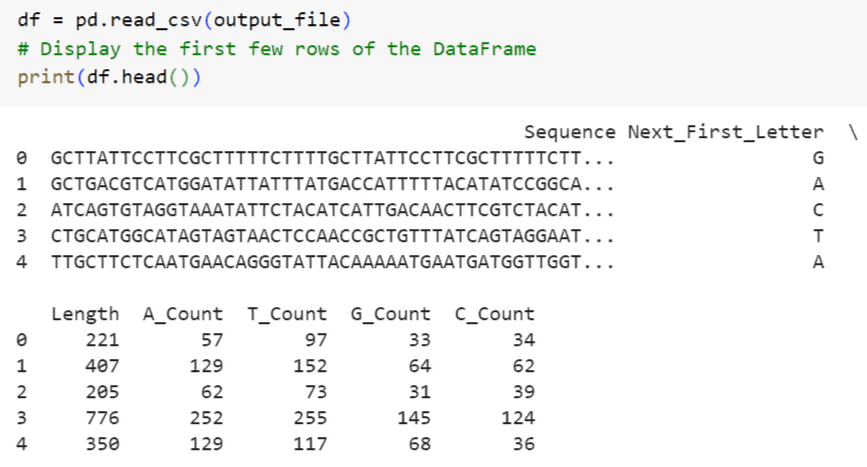 df = pd.read_csv(output_file)
# Display the first few rows of the DataFrame
print(df.head())
Sequence Next_First_Letter \
0 GCTTATTCCTTCGCTTTTTCTTTTGCTTATTCCTTCGCTTTTTCTT... G
1 GCTGACGTCATGGATATTATTTATGACCATTTTTACATATCCGGCA... A
2 ATCAGTGTAGGTAAATATTCTACATCATTGACAACTTCGTCTACAT... C
3 CTGCATGGCATAGTAGTAACTCCAACCGCTGTTTATCAGTAGGAAT... T
4 TTGCTTCTCAATGAACAGGGTATTACAAAAATGAATGATGGTTGGT... A
Length A_Count T_Count G_Count C_Count
0 221 57 97 33 34
1 407 129 152 64 62
2 205 62 73 31 39
3 776 252 255 145 124
4 350 129 117 68 36